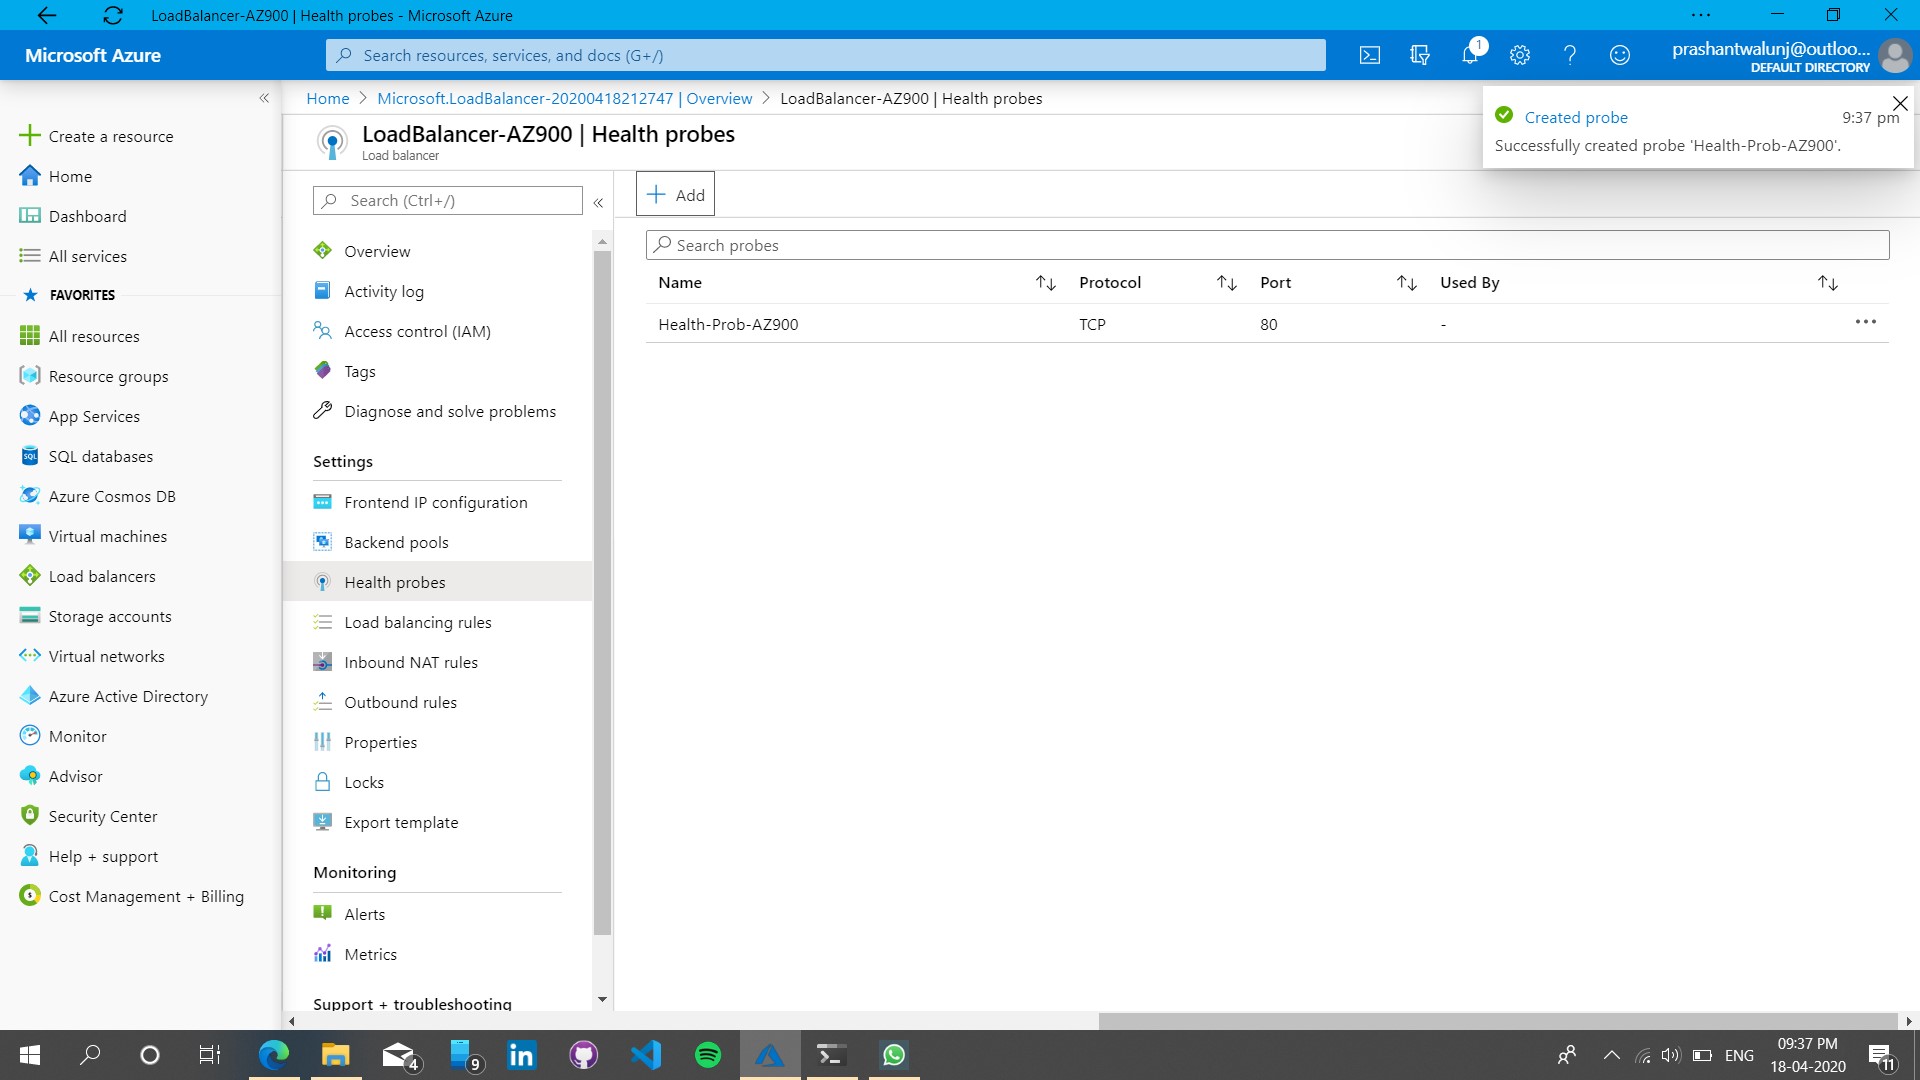 LoadBalancer-AZ900 | Health probes - Microsoft Azure
Microsoft Azure
Search resources, services, and docs (G+/)
1
prashantwalunj@outloo...
DEFAULT DIRECTORY
Home > Microsoft.LoadBalancer-20200418212747 | Overview > LoadBalancer-AZ900 | Health probes
LoadBalancer-AZ900 | Health probes
Load balancer
Created probe
9:37 pm
Successfully created probe 'Health-Prob-AZ900'.
Create a resource
Home
Dashboard
All services
FAVORITES
All resources
Resource groups
App Services
SQL databases
Azure Cosmos DB
Virtual machines
Load balancers
Storage accounts
Virtual networks
Azure Active Directory
Monitor
Advisor
Security Center
Help + support
Cost Management + Billing
Search (Ctrl+/)
Overview
Activity log
Access control (IAM)
Tags
Diagnose and solve problems
Settings
Frontend IP configuration
Backend pools
Health probes
Load balancing rules
Inbound NAT rules
Outbound rules
Properties
Locks
Export template
Monitoring
Alerts
Metrics
Support + troubleshooting
Add
Search probes
Name Protocol Port Used By
Health-Prob-AZ900 TCP 80 -
4
9
ENG
09:37 PM
18-04-2020
11